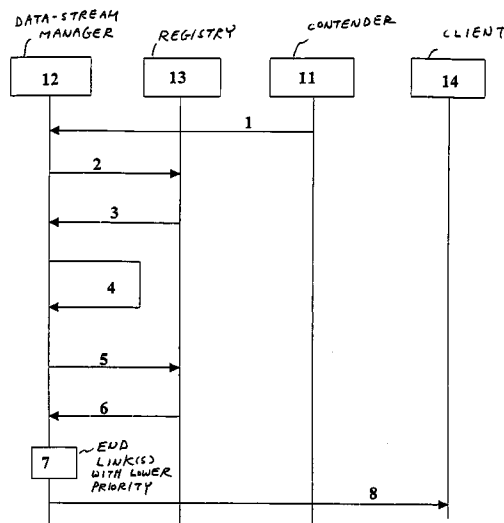 DATA-STREAM
MANAGER
REGISTRY
CONTENDER
CLIENT
12
13
11
14
1
2
3
4
5
6
7
END
LINK(S)
WITH LOWER
PRIORITY
8